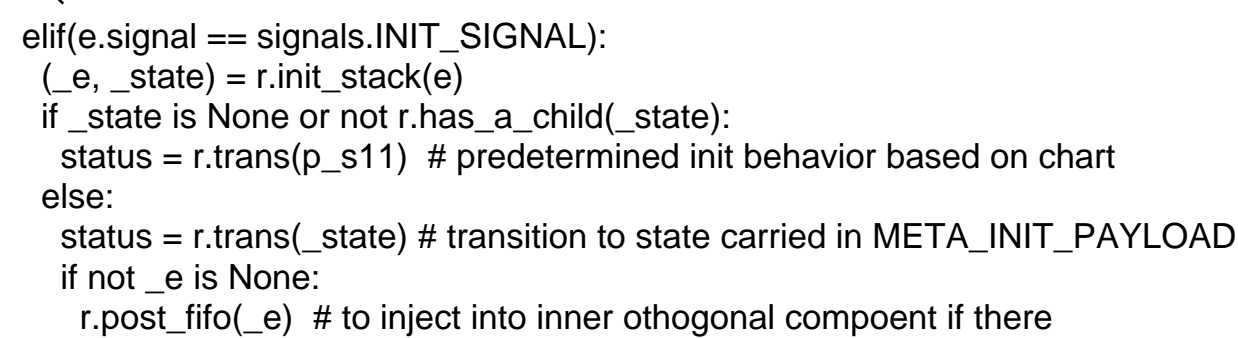 elif(e.signal == signals.INIT_SIGNAL):
(_e, _state) = r.init_stack(e)
if _state is None or not r.has_a_child(_state):
status = r.trans(p_s11)  # predetermined init behavior based on chart
else:
status = r.trans(_state) # transition to state carried in META_INIT_PAYLOAD
if not _e is None:
r.post_fifo(_e)  # to inject into inner othogonal compoent if there